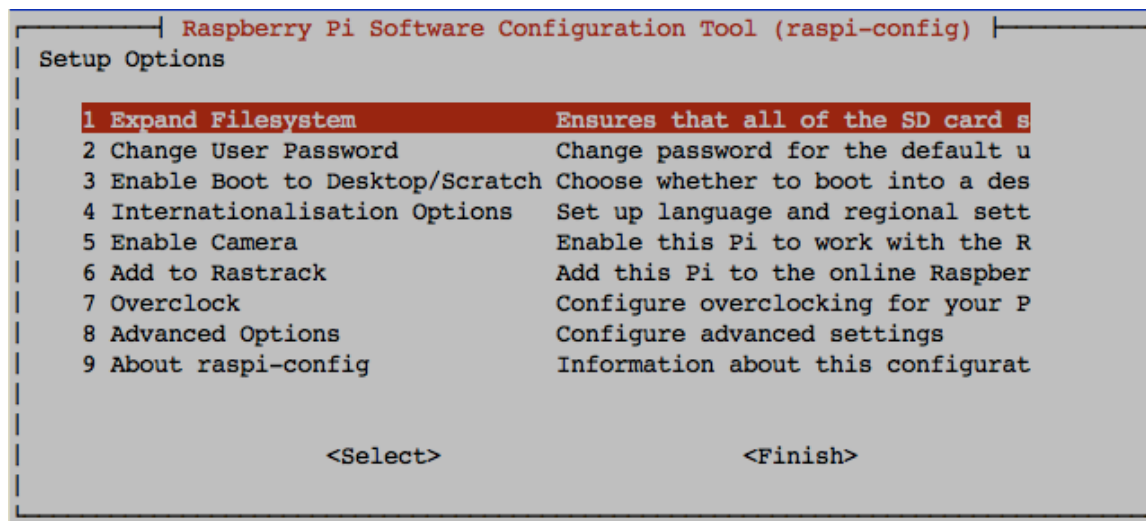 Raspberry Pi Software Configuration Tool (raspi-config)
Setup Options
1 Expand Filesystem Ensures that all of the SD card s
2 Change User Password Change password for the default u
3 Enable Boot to Desktop/Scratch Choose whether to boot into a des
4 Internationalisation Options Set up language and regional sett
5 Enable Camera Enable this Pi to work with the R
6 Add to Rastrack Add this Pi to the online Raspber
7 Overclock Configure overclocking for your P
8 Advanced Options Configure advanced settings
9 About raspi-config Information about this configurat
<Select> <Finish>